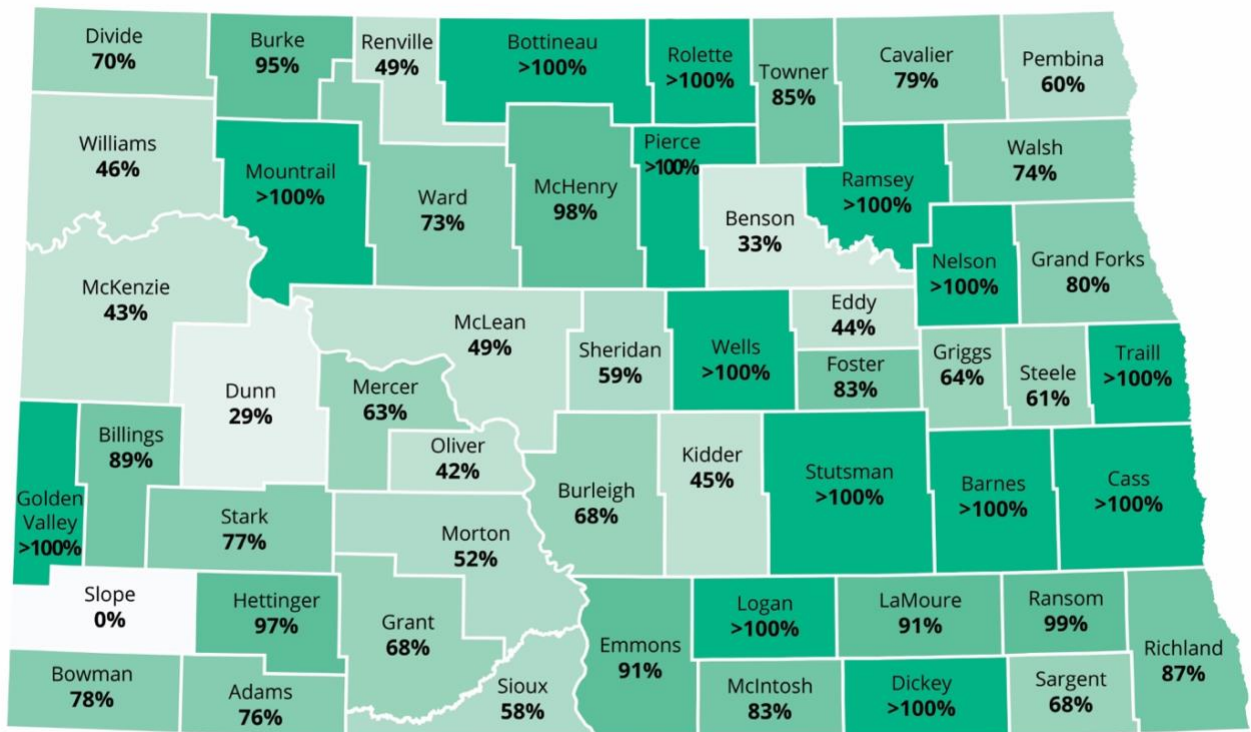 Divide
70%
Burke
95%
Renville
49%
Bottineau
>100%
Rolette
>100%
Towner
85%
Cavalier
79%
Pembina
60%
Williams
46%
Mountrail
>100%
Ward
73%
McHenry
98%
Pierce
>100%
Benson
33%
Ramsey
>100%
Walsh
74%
McKenzie
43%
Nelson
>100%
Grand Forks
80%
McLean
49%
Sheridan
59%
Wells
>100%
Eddy
44%
Foster
83%
Griggs
64%
Steele
61%
Traill
>100%
Dunn
29%
Mercer
63%
Oliver
42%
Golden
Valley
>100%
Billings
89%
Stark
77%
Morton
52%
Burleigh
68%
Kidder
45%
Stutsman
>100%
Barnes
>100%
Cass
>100%
Slope
0%
Hettinger
97%
Grant
68%
Emmons
91%
Logan
>100%
LaMoure
91%
Ransom
99%
Richland
87%
Bowman
78%
Adams
76%
Sioux
58%
McIntosh
83%
Dickey
>100%
Sargent
68%